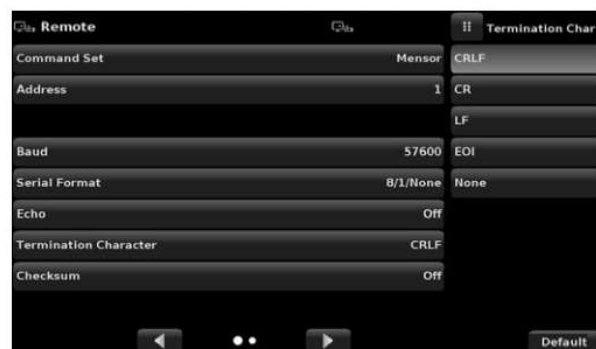 Remote
Termination Char
Command Set Mensor
CRLF
Address 1
CR
LF
Baud 57600
EOI
Serial Format 8/1/None
None
Echo Off
Termination Character CRLF
Checksum Off
Default